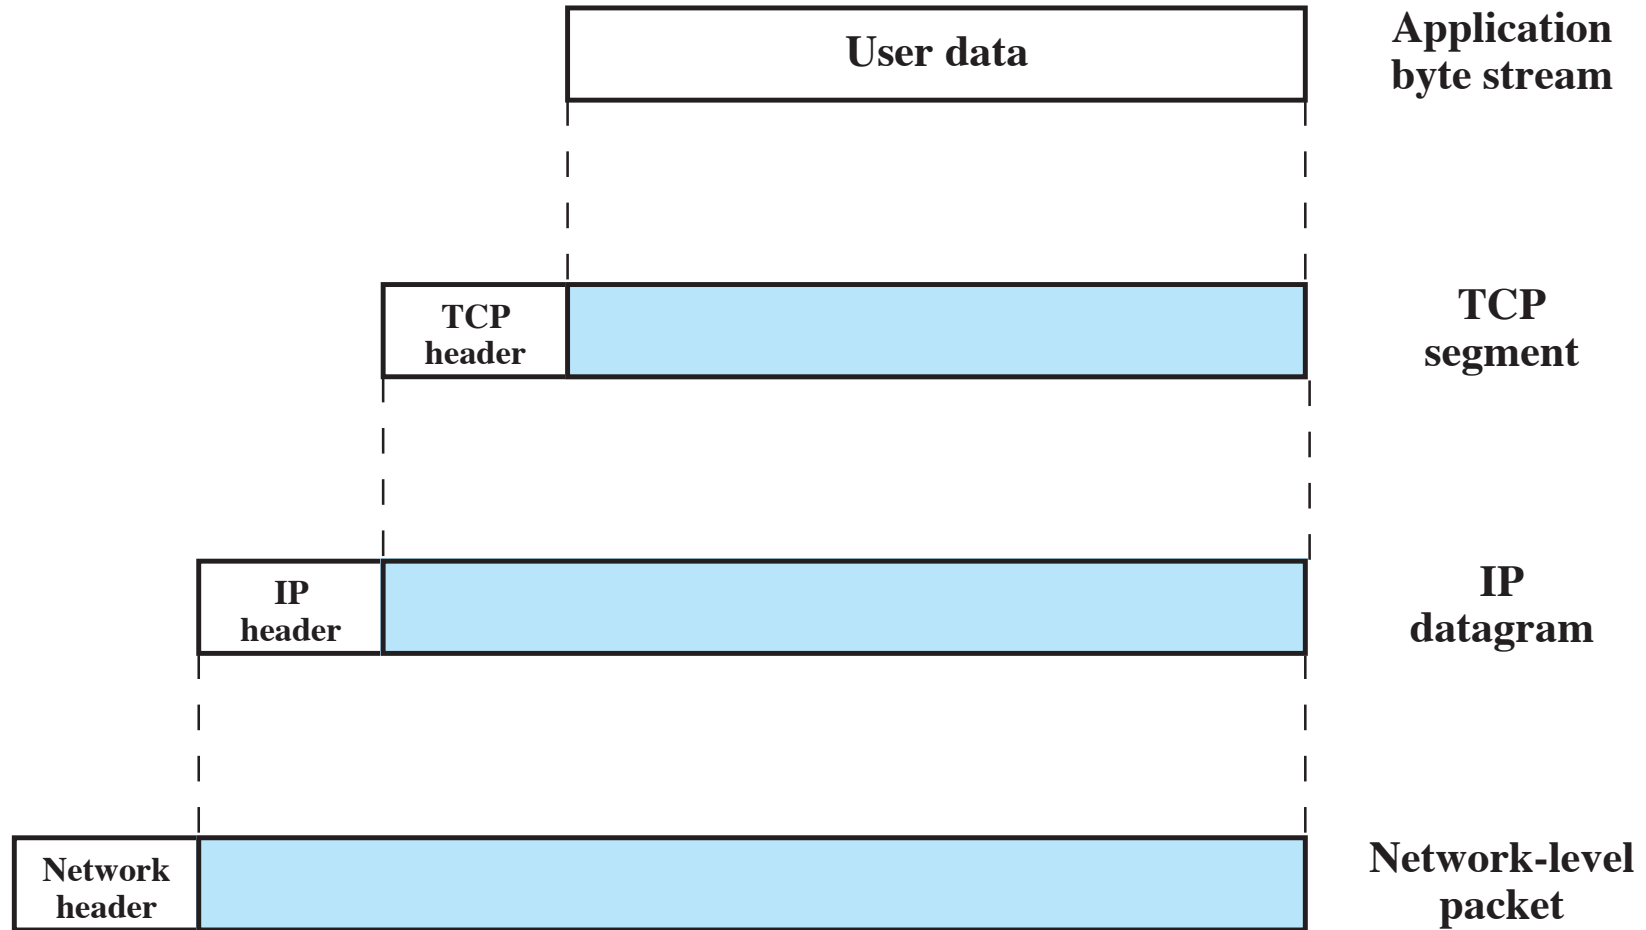 User data
Application
byte stream
TCP
header
TCP
segment
IP
header
IP
datagram
Network
header
Network-level
packet